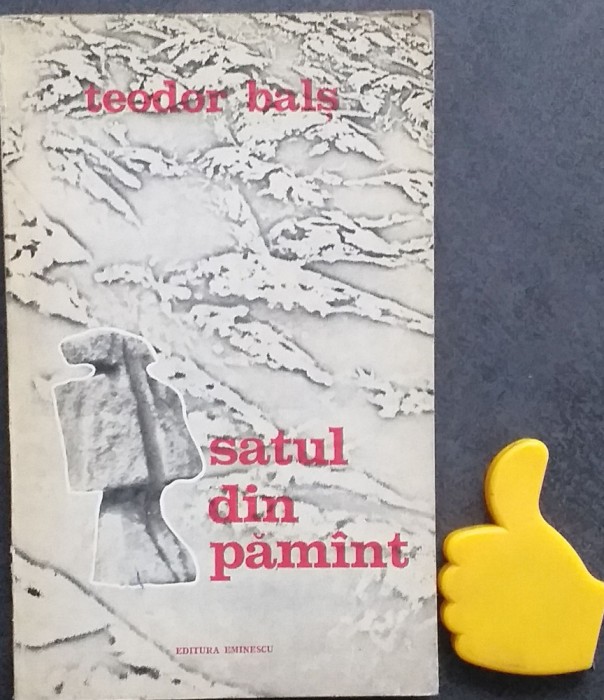 teodor balș
satul
din
pămînt
EDITURA EMINESCU